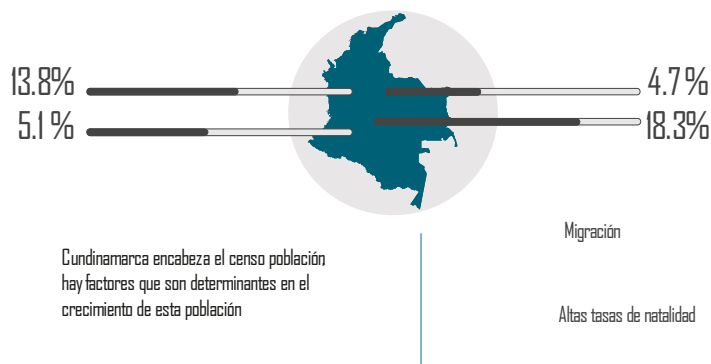 13.8%
5.1 %
4.7 %
18.3%
Cundinamarca encabeza el censo población,
hay factores que son determinantes en el
crecimiento de esta población
Migración
Altas tasas de natalidad